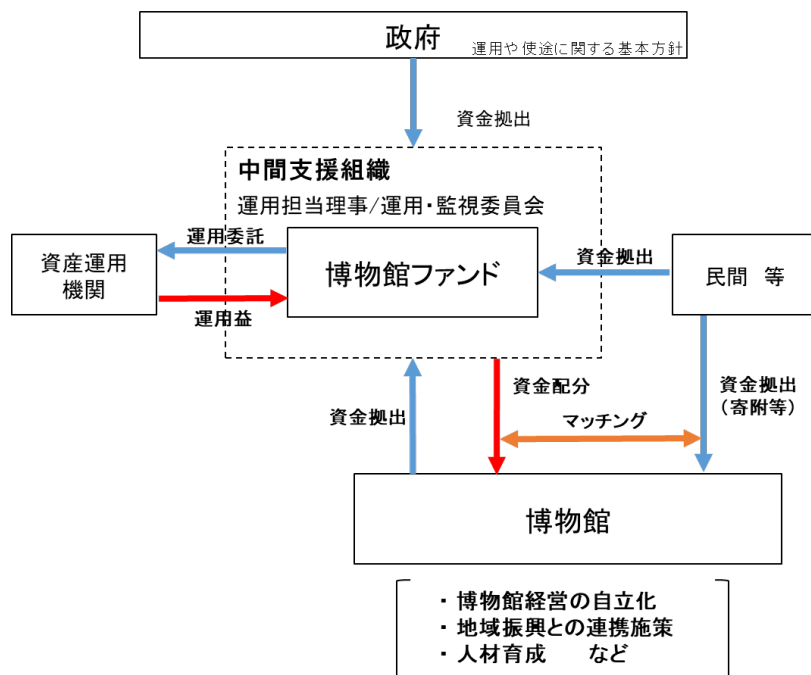 政府
運用や使途に関する基本方針
資金拠出
中間支援組織
運用担当理事/運用・監視委員会
運用委託
資産運用
機関
運用益
博物館ファンド
資金拠出
民間 等
資金拠出
資金配分
マッチング
資金拠出
（寄附等）
博物館
・ 博物館経営の自立化
・ 地域振興との連携施策
・ 人材育成　　など